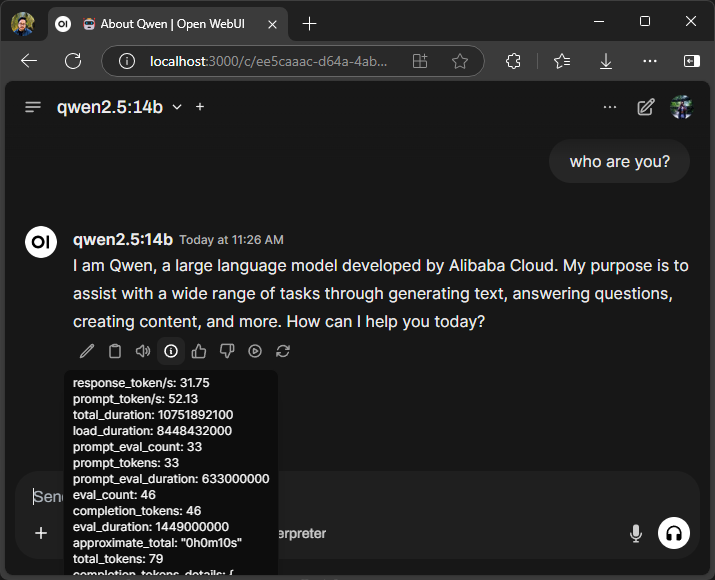 OI About Qwen | Open WebUI
localhost:3000/c/ee5caaac-d64a-4ab...
qwen2.5:14b
who are you?
OI
qwen2.5:14b Today at 11:26 AM
I am Qwen, a large language model developed by Alibaba Cloud. My purpose is to
assist with a wide range of tasks through generating text, answering questions,
creating content, and more. How can I help you today?
response_token/s: 31.75
prompt_token/s: 52.13
total_duration: 10751892100
load_duration: 8448432000
prompt_eval_count: 33
prompt_tokens: 33
prompt_eval_duration: 633000000
Sen
eval_count: 46
completion_tokens: 46
eval_duration: 1449000000
erpreter
approximate_total: "0h0m10s"
total_tokens: 79
completion_tokens_details: {